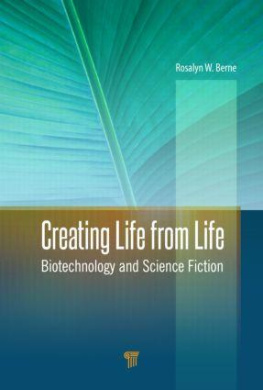 Rosalyn W. Berne
Creating Life from Life
Biotechnology and Science Fiction